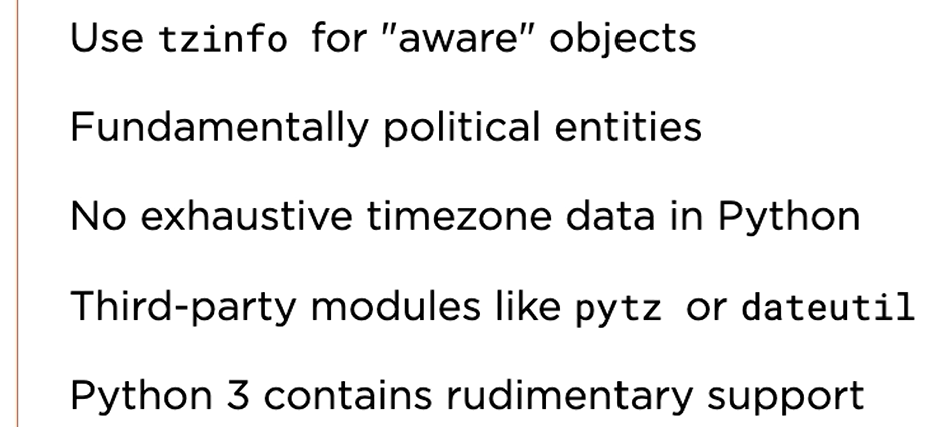 Use tzinfo for "aware" objects
Fundamentally political entities
No exhaustive timezone data in Python
Third-party modules like pytz or dateutil
Python 3 contains rudimentary support